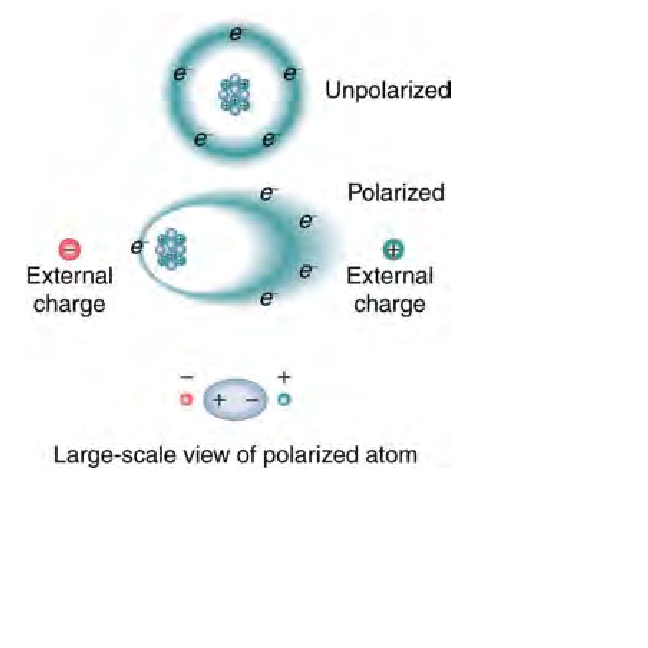 e⁻
e⁻ e⁻
Unpolarized
e⁻ e⁻
e⁻ Polarized
e⁻
e⁻
− +
External charge
External charge
e⁻
e⁻
− +
+ −
Large-scale view of polarized atom